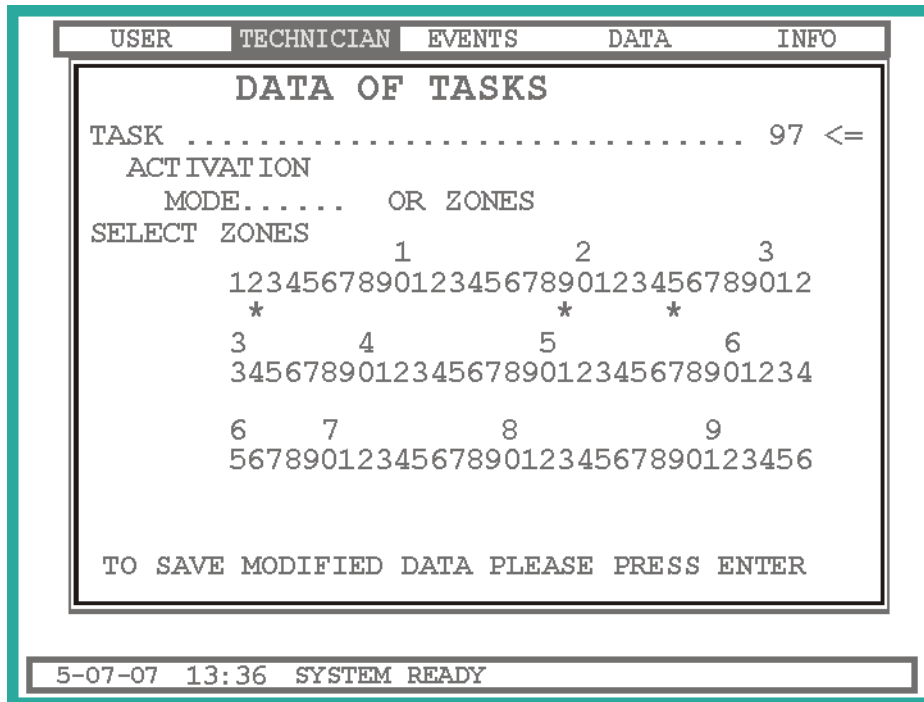 USER TECHNICIAN EVENTS DATA INFO
DATA OF TASKS
TASK ................................ 97 <=
ACTIVATION
MODE...... OR ZONES
SELECT ZONES
1 2 3
12345678901234567890123456789012
* * *
3 4 5 6
34567890123456789012345678901234
6 7 8 9
56789012345678901234567890123456
TO SAVE MODIFIED DATA PLEASE PRESS ENTER
5-07-07 13:36 SYSTEM READY